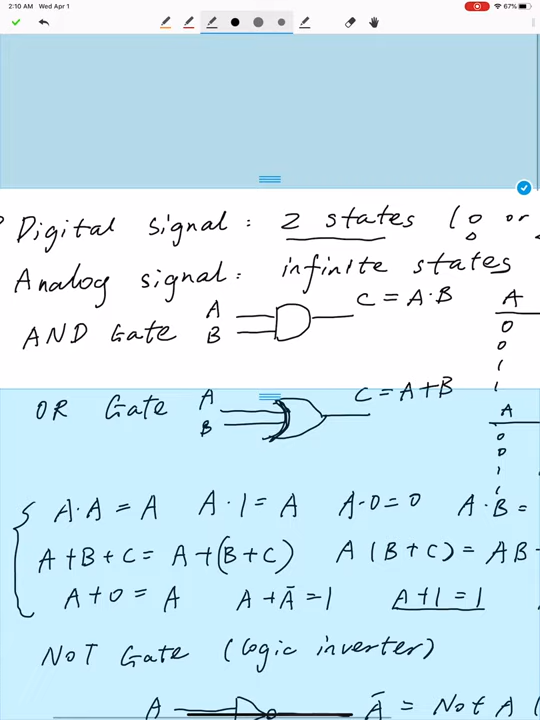 2:10 AM Wed Apr 1 67%
Digital signal: 2 states (0 or
Analog signal: infinite states
AND Gate A B C = A·B
A
0
0
1
1
OR Gate A B C = A+B
A
0
0
1
1
A·A = A A·1 = A A·0=0 A·B=
A+B+C= A+(B+C) A(B+C)=AB+
A+0=A A+Ā=1 A+1=1
NOT Gate (logic inverter)
A Ā = Not A (